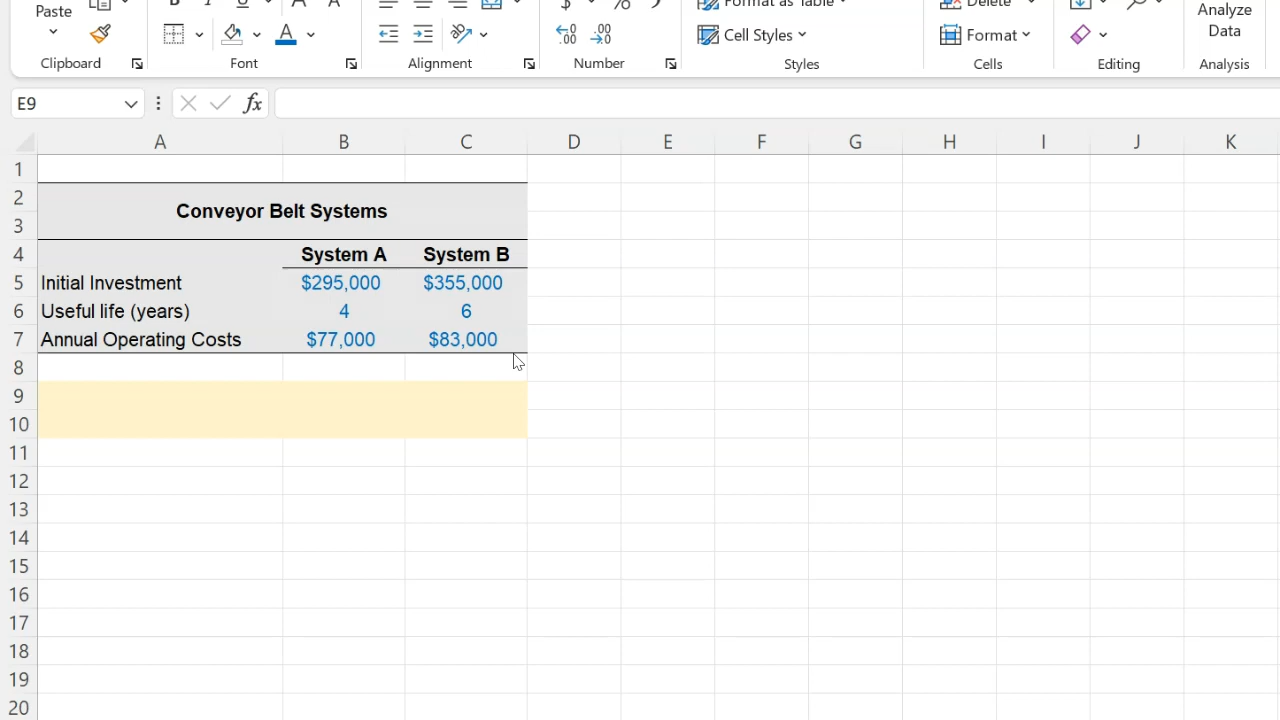 Paste
Format as Table
Delete
Analyze
Data
Cell Styles
Format
Clipboard
Font
Alignment
Number
Styles
Cells
Editing
Analysis
E9
fx
A B C D E F G H I J K
1
2
Conveyor Belt Systems
3
4 System A System B
5 Initial Investment $295,000 $355,000
6 Useful life (years) 4 6
7 Annual Operating Costs $77,000 $83,000
8
9
10
11
12
13
14
15
16
17
18
19
20